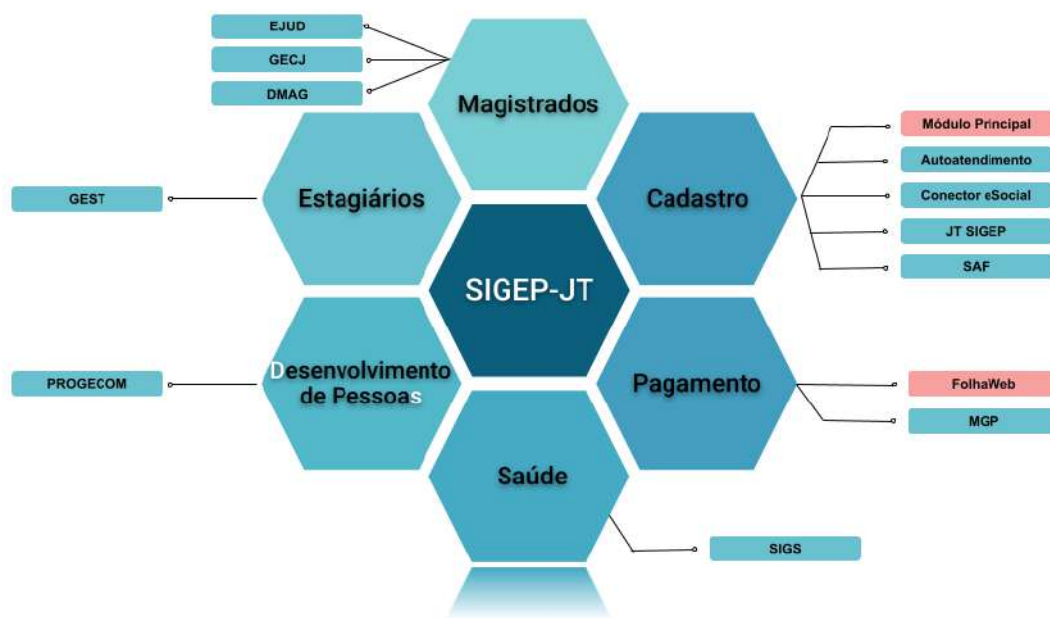 EJUD
GECJ
DMAG
Magistrados
Módulo Principal
Autoatendimento
Conector eSocial
JT SIGEP
SAF
GEST
Estagiários
Cadastro
SIGEP-JT
PROGECOM
Desenvolvimento
de Pessoas
Pagamento
FolhaWeb
MGP
Saúde
SIGS